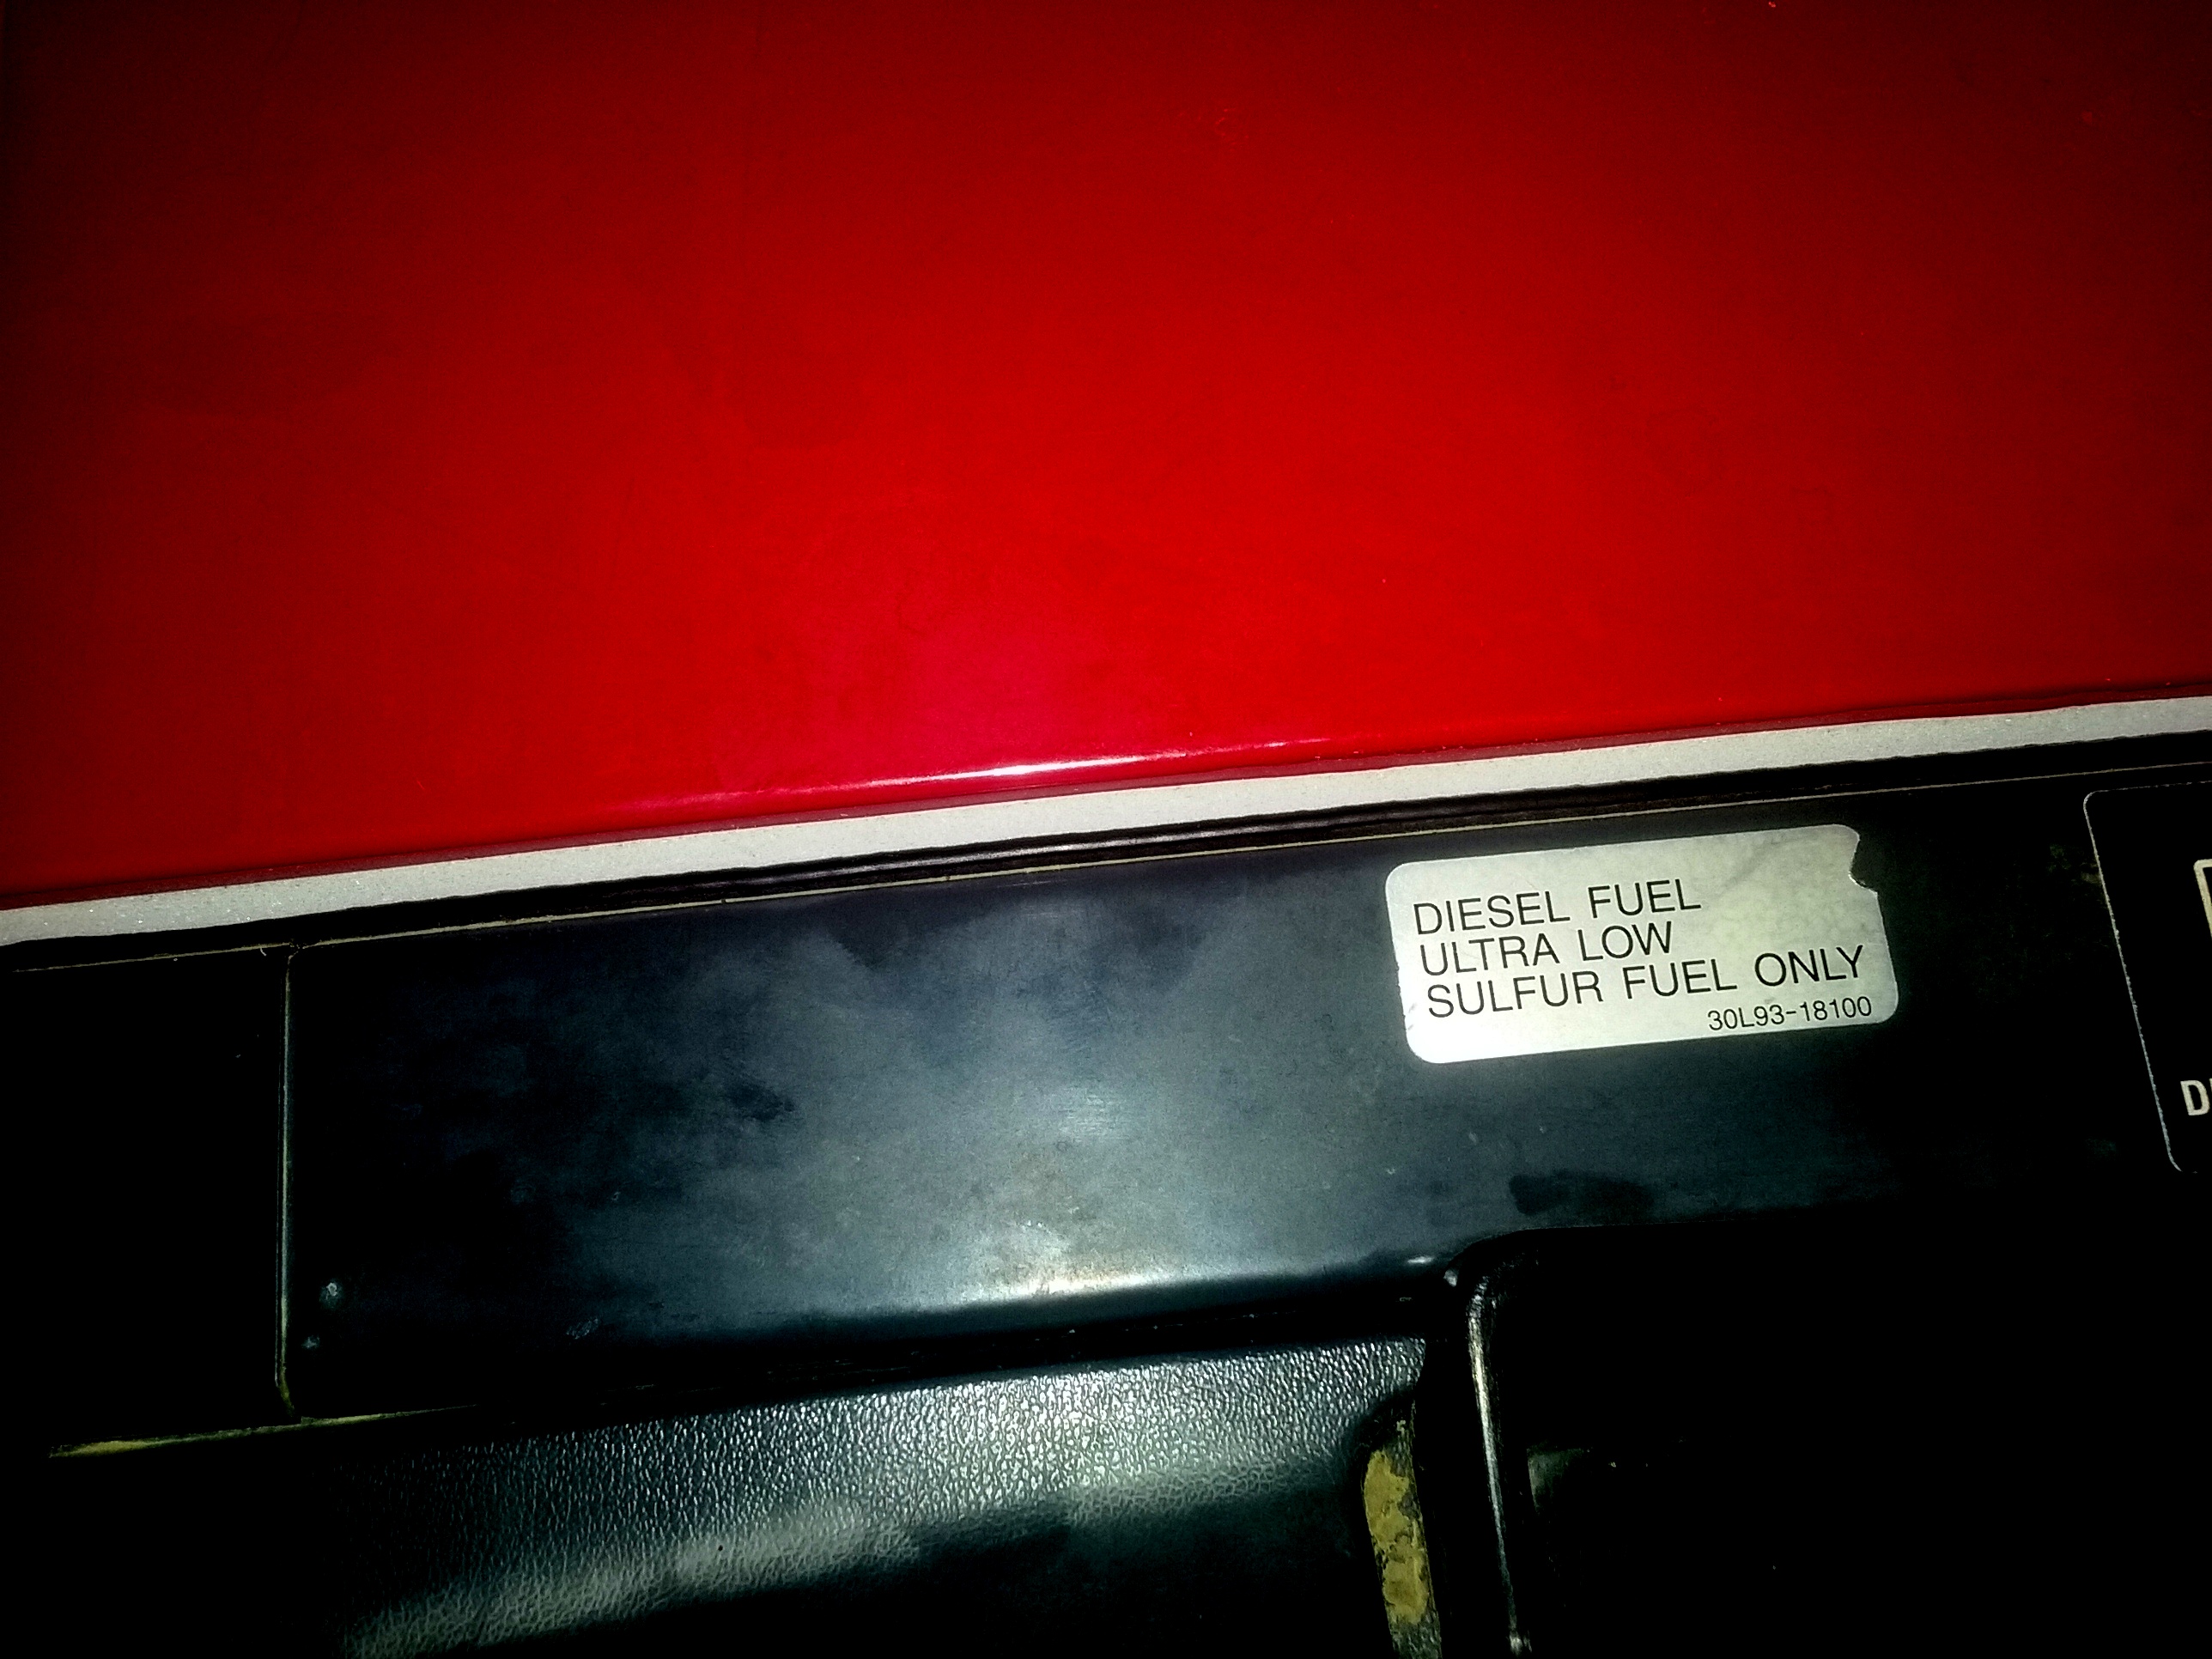 DIESEL FUEL
ULTRA LOW
SULFUR FUEL ONLY
30L93-18100